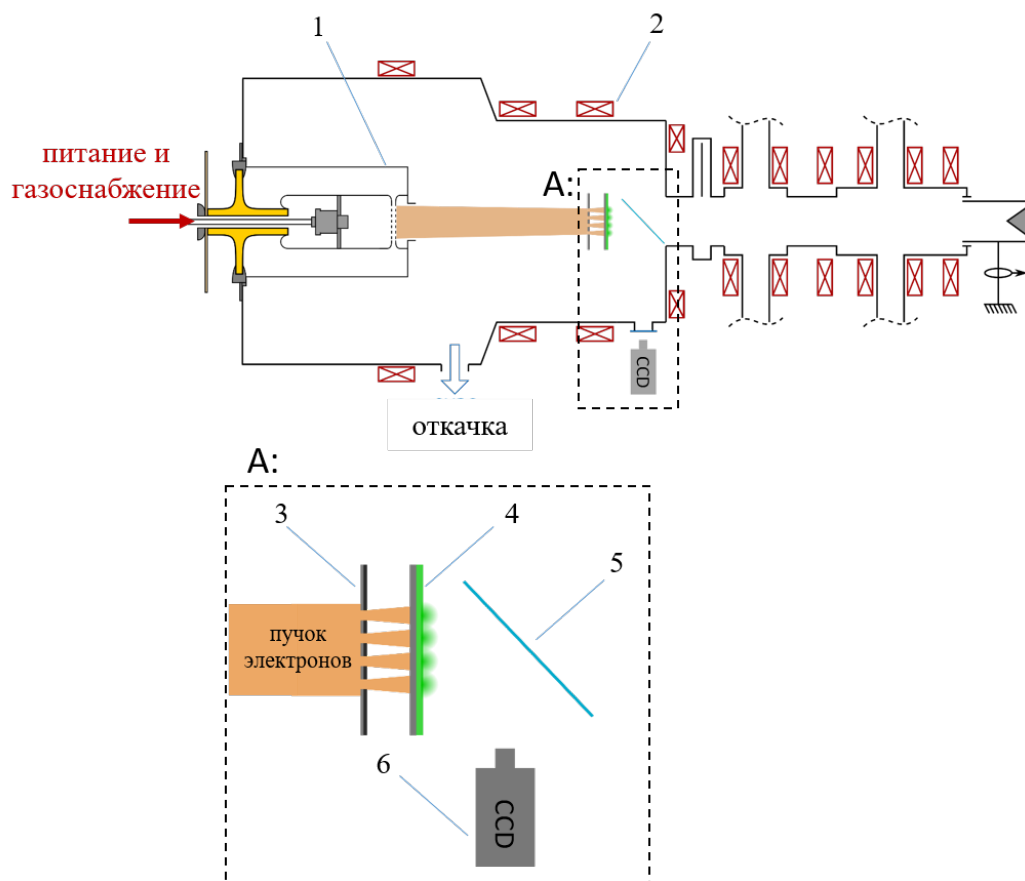 1
2
питание и
газоснабжение
А:
CCD
откачка
А:
3
4
5
пучок
электронов
6
CCD